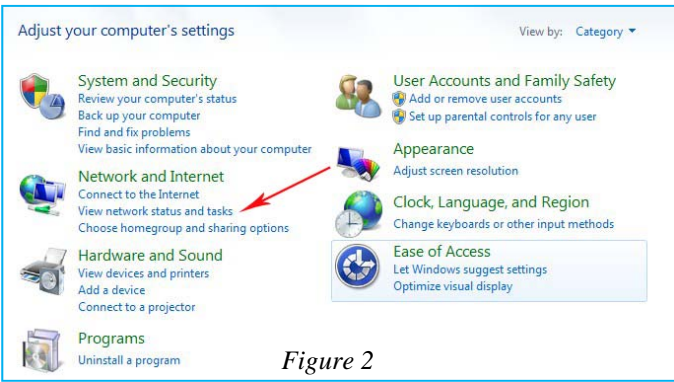 Adjust your computer's settings
View by: Category
System and Security
Review your computer's status
Back up your computer
Find and fix problems
View basic information about your computer
Network and Internet
Connect to the Internet
View network status and tasks
Choose homegroup and sharing options
Hardware and Sound
View devices and printers
Add a device
Connect to a projector
Programs
Uninstall a program
User Accounts and Family Safety
Add or remove user accounts
Set up parental controls for any user
Appearance
Adjust screen resolution
Clock, Language, and Region
Change keyboards or other input methods
Ease of Access
Let Windows suggest settings
Optimize visual display
Figure 2